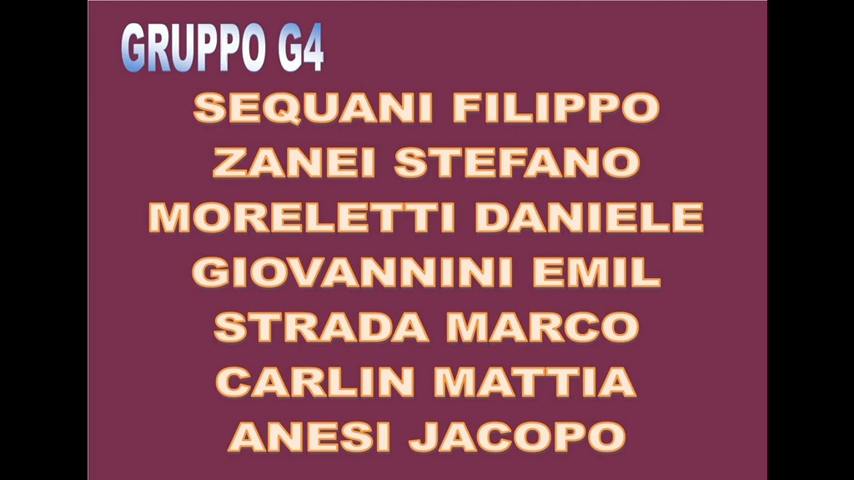 GRUPPO G4
SEQUANI FILIPPO
ZANEI STEFANO
MORELETTI DANIELE
GIOVANNINI EMIL
STRADA MARCO
CARLIN MATTIA
ANESI JACOPO